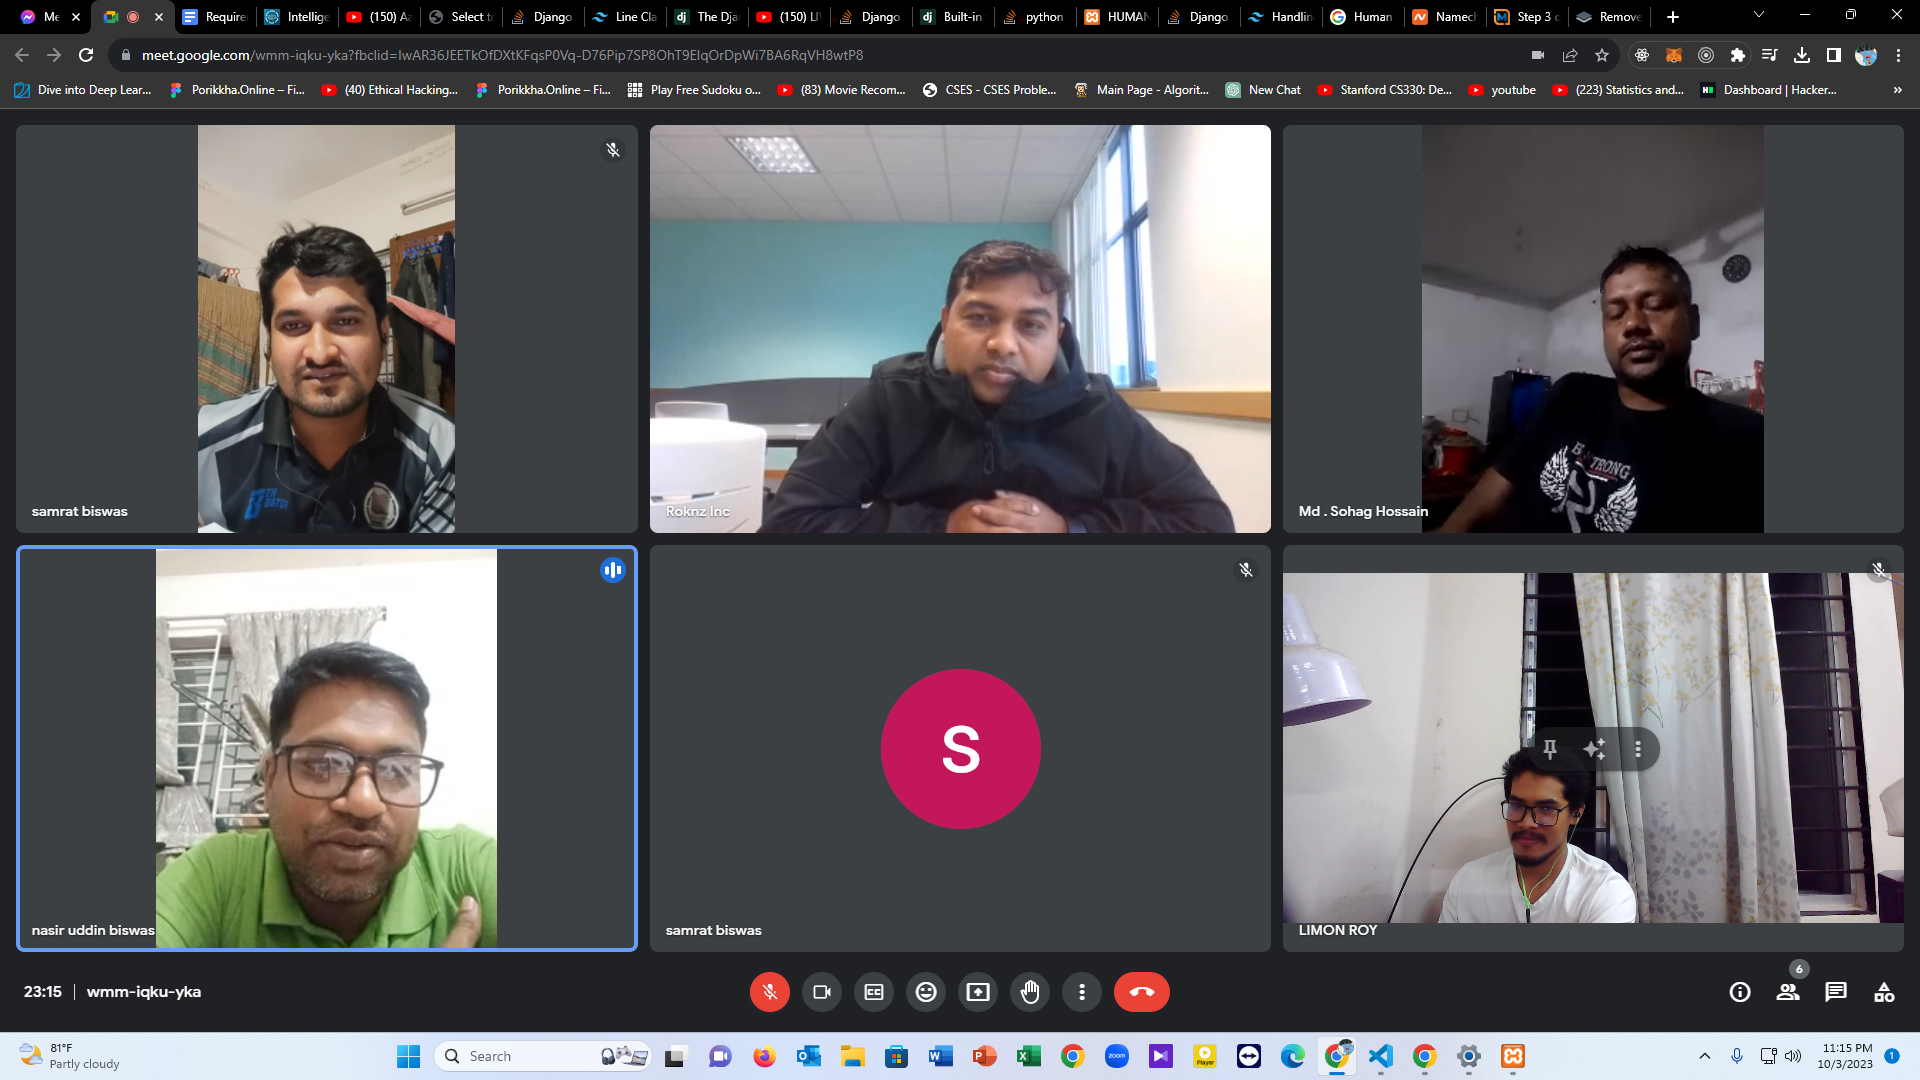 Me
Require
Intellige
(150) Aa
Select to
Django
Line Cla
The Dja
(150) LIV
Django
Built-in
python
HUMAN
Django
Handlin
Human
Namech
Step 3 c
Remove
meet.google.com/wmm-iqku-yka?fbclid=IwAR36JEETkOfDXtKFqsP0Vq-D76Pip7SP8OhT9ElqOrDpWi7BA6RqVH8wtP8
Dive into Deep Lear...
Porikkha.Online – Fi...
(40) Ethical Hacking...
Porikkha.Online – Fi...
Play Free Sudoku o...
(83) Movie Recom...
CSES - CSES Proble...
Main Page - Algorit...
New Chat
Stanford CS330: De...
youtube
(223) Statistics and...
Dashboard | Hacker...
samrat biswas
Roknz Inc
Md . Sohag Hossain
nasir uddin biswas
S
samrat biswas
LIMON ROY
23:15 | wmm-iqku-yka
6
81°F
Partly cloudy
Search
zoom
Player
11:15 PM
10/3/2023
1